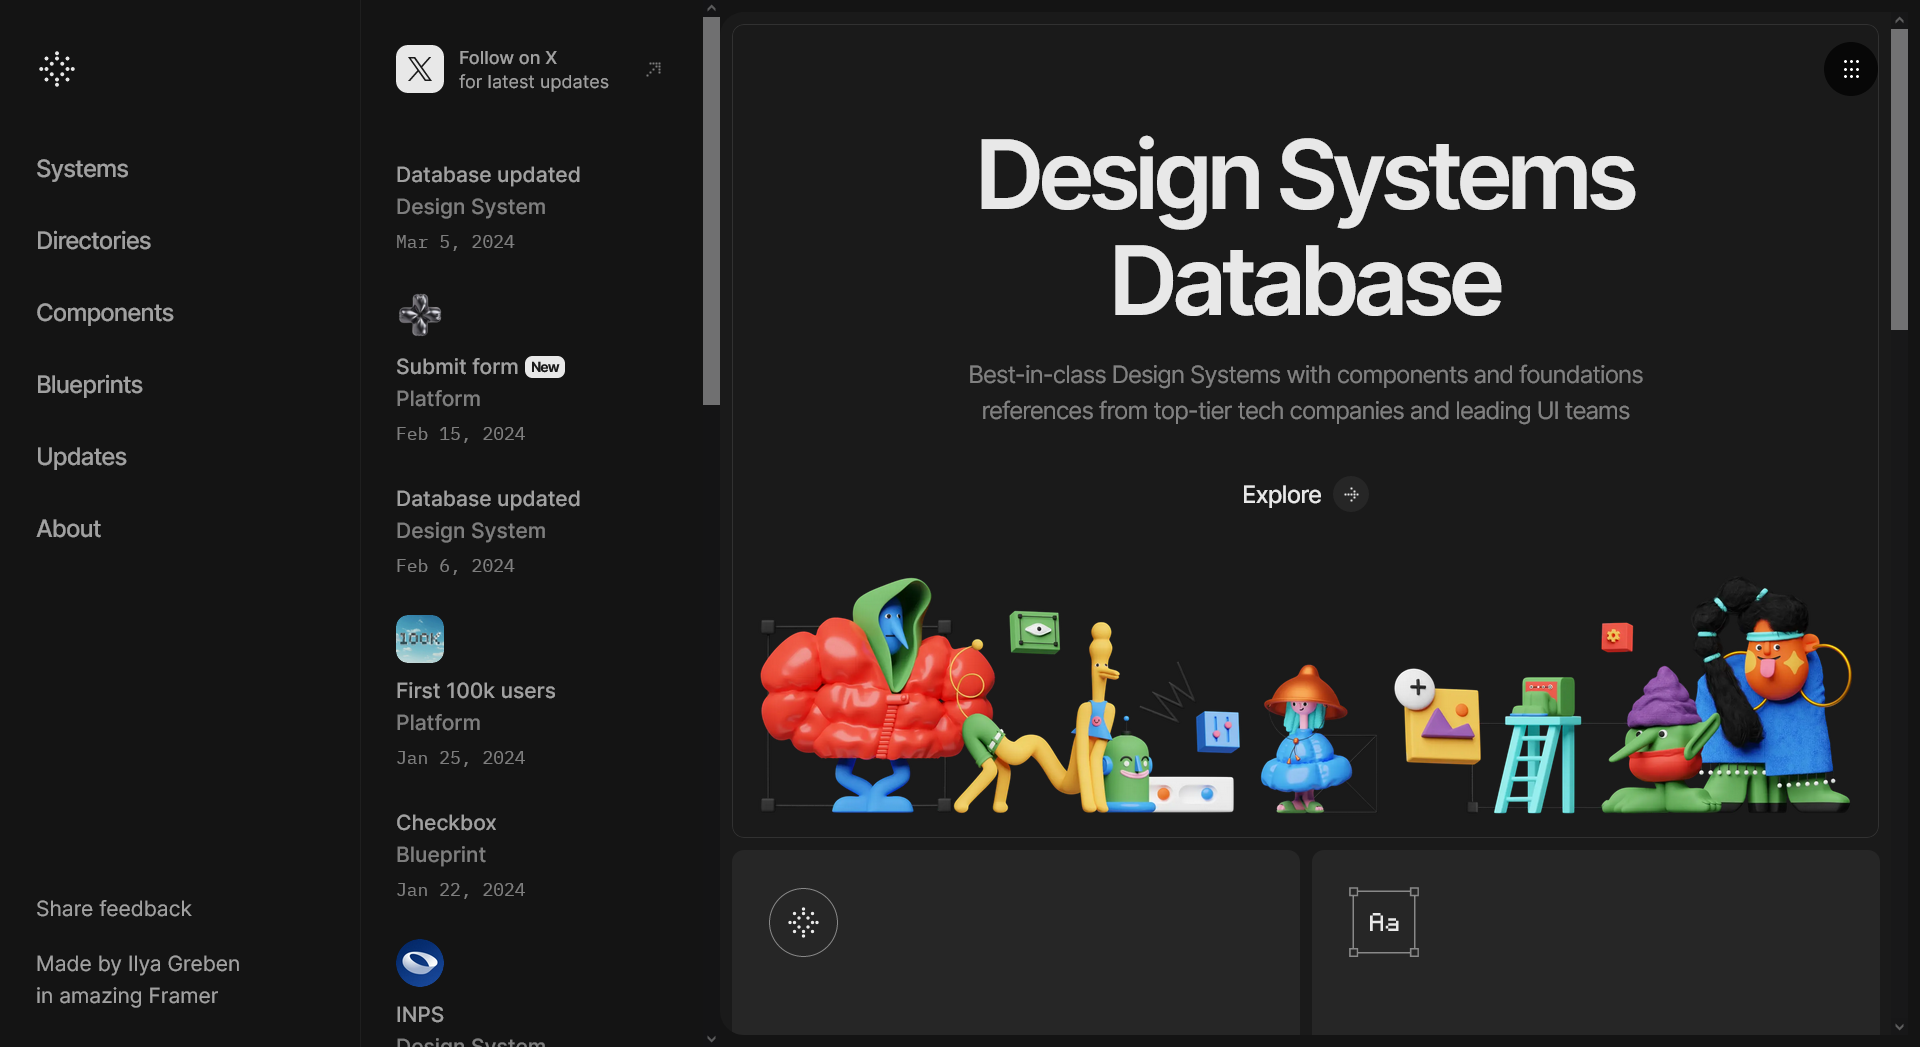 Systems
Directories
Components
Blueprints
Updates
About
Share feedback
Made by Ilya Greben
in amazing Framer
Follow on X
for latest updates
Database updated
Design System
Mar 5, 2024
Submit form New
Platform
Feb 15, 2024
Database updated
Design System
Feb 6, 2024
100K
First 100k users
Platform
Jan 25, 2024
Checkbox
Blueprint
Jan 22, 2024
INPS
Design System
Design Systems
Database
Best-in-class Design Systems with components and foundations
references from top-tier tech companies and leading UI teams
Explore
Aa